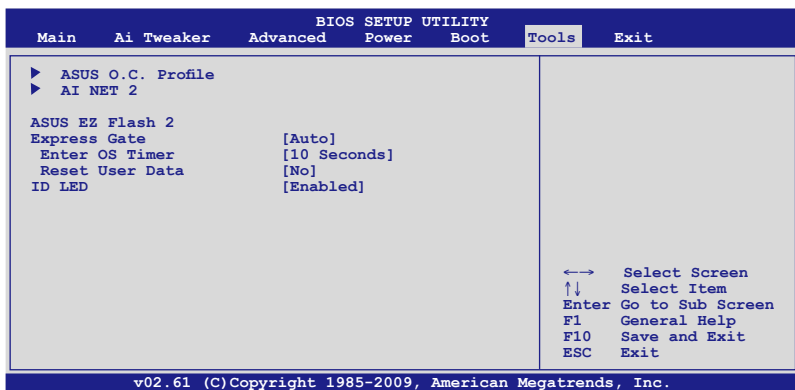 BIOS SETUP UTILITY
Main Ai Tweaker Advanced Power Boot Tools Exit
ASUS O.C. Profile
AI NET 2
ASUS EZ Flash 2
Express Gate [Auto]
Enter OS Timer [10 Seconds]
Reset User Data [No]
ID LED [Enabled]
←→ Select Screen
↑↓ Select Item
Enter Go to Sub Screen
F1 General Help
F10 Save and Exit
ESC Exit
v02.61 (C)Copyright 1985-2009, American Megatrends, Inc.